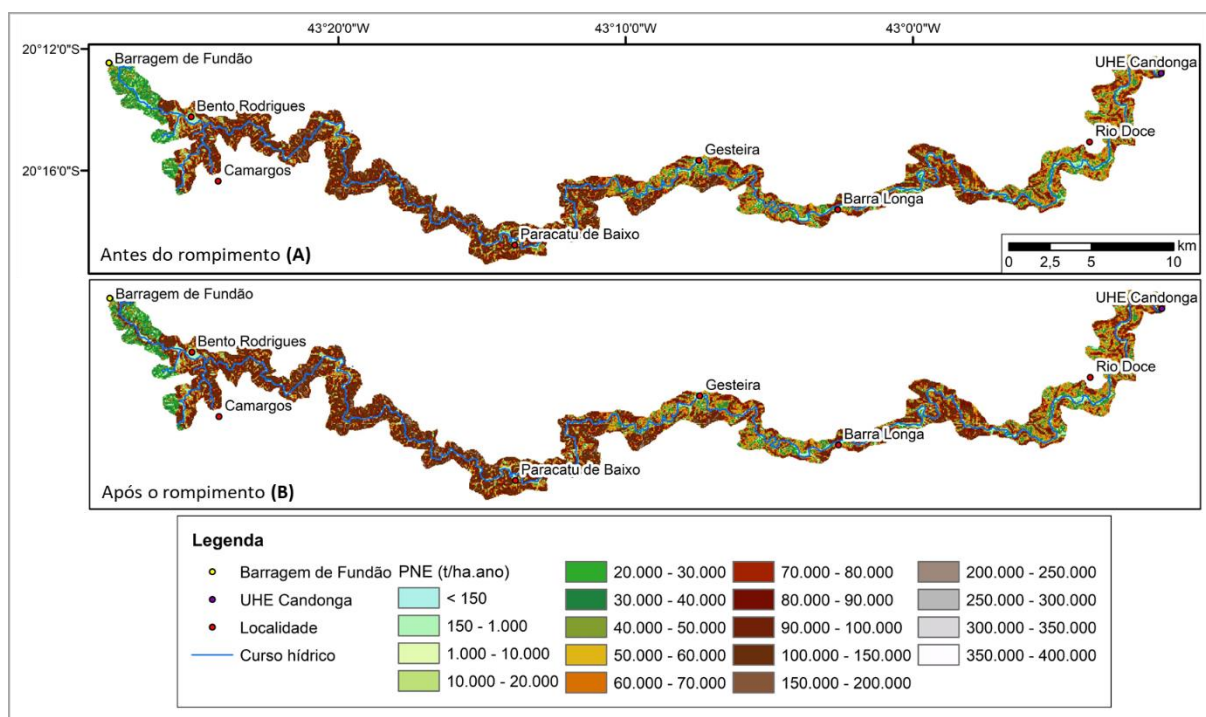 43°20'0"W
43°10'0"W
43°0'0"W
20°12'0"S
20°16'0"S
Barragem de Fundão
Bento Rodrigues
Camargos
Paracatu de Baixo
Gesteira
Barra Longa
Rio Doce
UHE Candonga
Antes do rompimento (A)
km
0 2,5 5 10
Barragem de Fundão
Bento Rodrigues
Camargos
Paracatu de Baixo
Gesteira
Barra Longa
Rio Doce
UHE Candonga
Após o rompimento (B)
Legenda
Barragem de Fundão
UHE Candonga
Localidade
Curso hídrico
PNE (t/ha.ano)
< 150
150 - 1.000
1.000 - 10.000
10.000 - 20.000
20.000 - 30.000
30.000 - 40.000
40.000 - 50.000
50.000 - 60.000
60.000 - 70.000
70.000 - 80.000
80.000 - 90.000
90.000 - 100.000
100.000 - 150.000
150.000 - 200.000
200.000 - 250.000
250.000 - 300.000
300.000 - 350.000
350.000 - 400.000